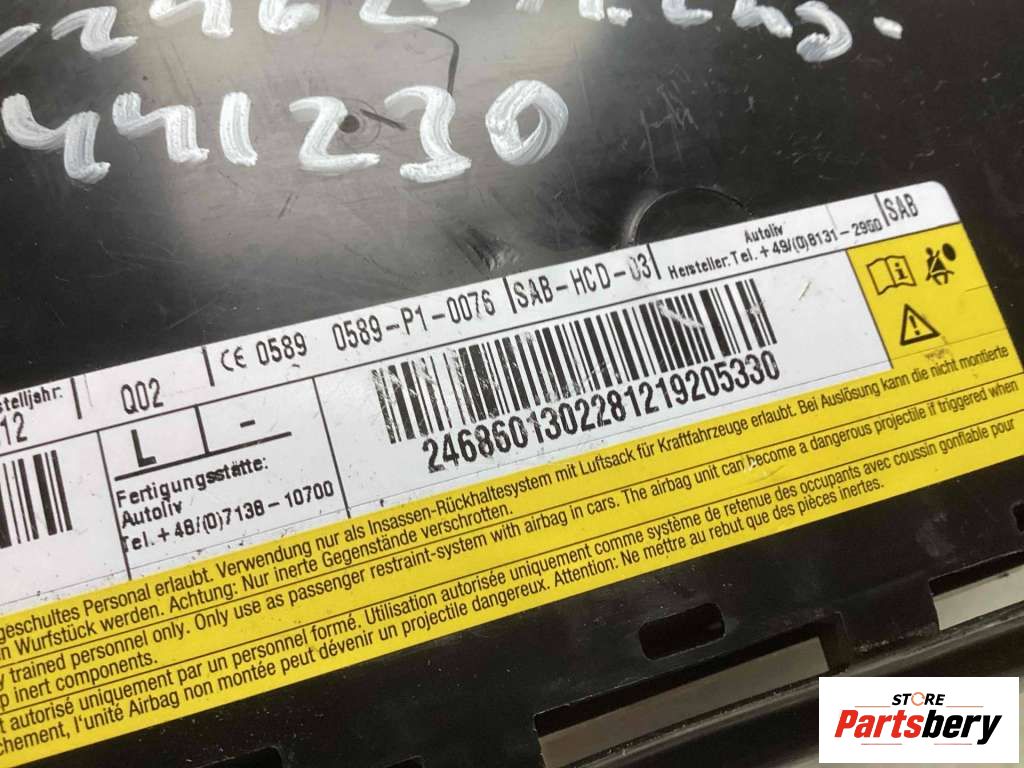 441230
stelljahr:
12
Q02
CE 0589
0589-P1-0076
SAB-HCD-03
Autoliv
Hersteller: Tel. +49/(0)8131-2950
SAB
L
-
Fertigungsstätte:
Autoliv
Tel. +49/(0)7138-10700
2468601302281219205330
geschultes Personal erlaubt. Verwendung nur als Insassen-Rückhaltesystem mit Luftsack für Kraftfahrzeuge erlaubt. Bei Auslösung kann die nicht montierte
n Wurfstück werden. Achtung: Nur inerte Gegenstände verschrotten.
y trained personnel only. Only use as passenger restraint-system with airbag in cars. The airbag unit can become a dangerous projectile if triggered when
p inert components.
t autorisé uniquement par un personnel formé. Utilisation autorisée uniquement comme système de retenue des occupants avec coussin gonflable pour
chement, l'unité Airbag non montée peut dévenir un projectile dangereux. Attention: Ne mettre au rebut que des pièces inertes.
STORE
Partsbery